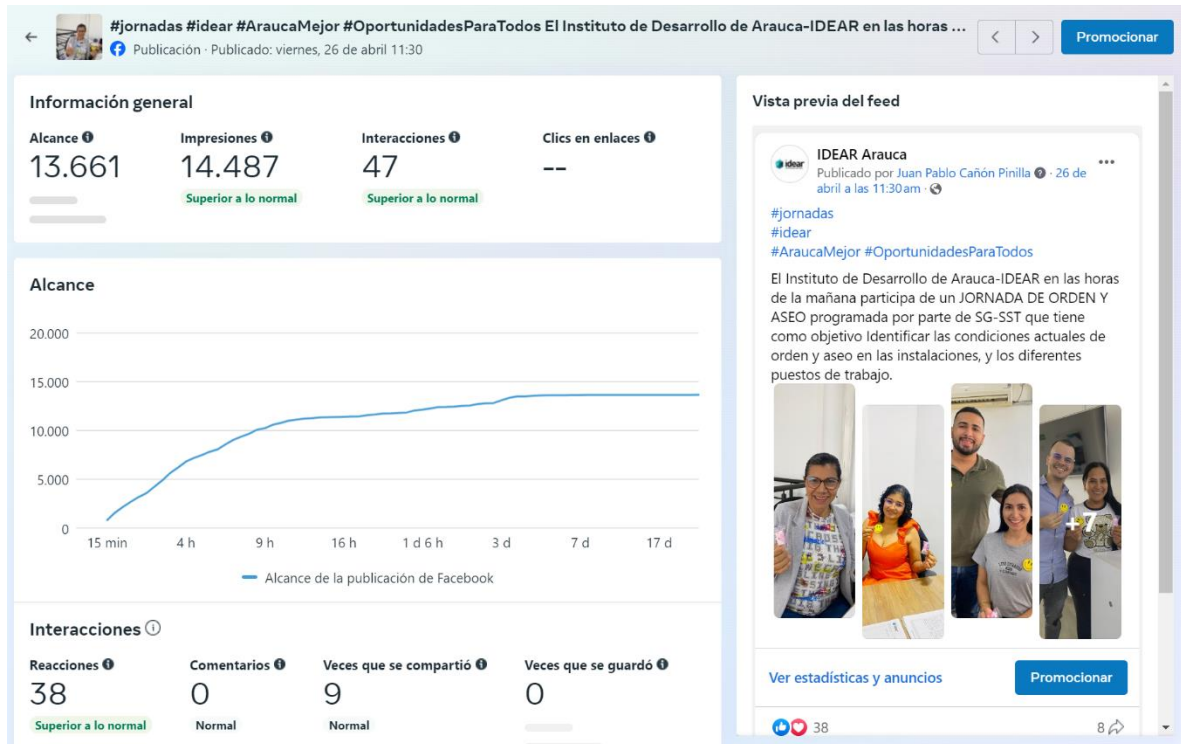 #jornadas #idear #AraucaMejor #OportunidadesParaTodos El Instituto de Desarrollo de Arauca-IDEAR en las horas ...
Publicación · Publicado: viernes, 26 de abril 11:30
Promocionar
Información general
Alcance
Impresiones
Interacciones
Clics en enlaces
13.661
14.487
47
--
Superior a lo normal
Superior a lo normal
Alcance
20.000
15.000
10.000
5.000
0
15 min 4 h 9 h 16 h 1 d 6 h 3 d 7 d 17 d
Alcance de la publicación de Facebook
Interacciones
Reacciones
Comentarios
Veces que se compartió
Veces que se guardó
38
0
9
0
Superior a lo normal
Normal
Normal
Vista previa del feed
idear
IDEAR Arauca
Publicado por Juan Pablo Cañón Pinilla · 26 de
abril a las 11:30 am ·
#jornadas
#idear
#AraucaMejor #OportunidadesParaTodos
El Instituto de Desarrollo de Arauca-IDEAR en las horas
de la mañana participa de un JORNADA DE ORDEN Y
ASEO programada por parte de SG-SST que tiene
como objetivo Identificar las condiciones actuales de
orden y aseo en las instalaciones, y los diferentes
puestos de trabajo.
+7
Ver estadísticas y anuncios
Promocionar
38
8